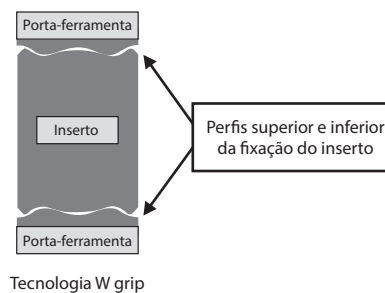 Porta-ferramenta
Inserto
Perfis superior e inferior
da fixação do inserto
Porta-ferramenta
Tecnologia W grip